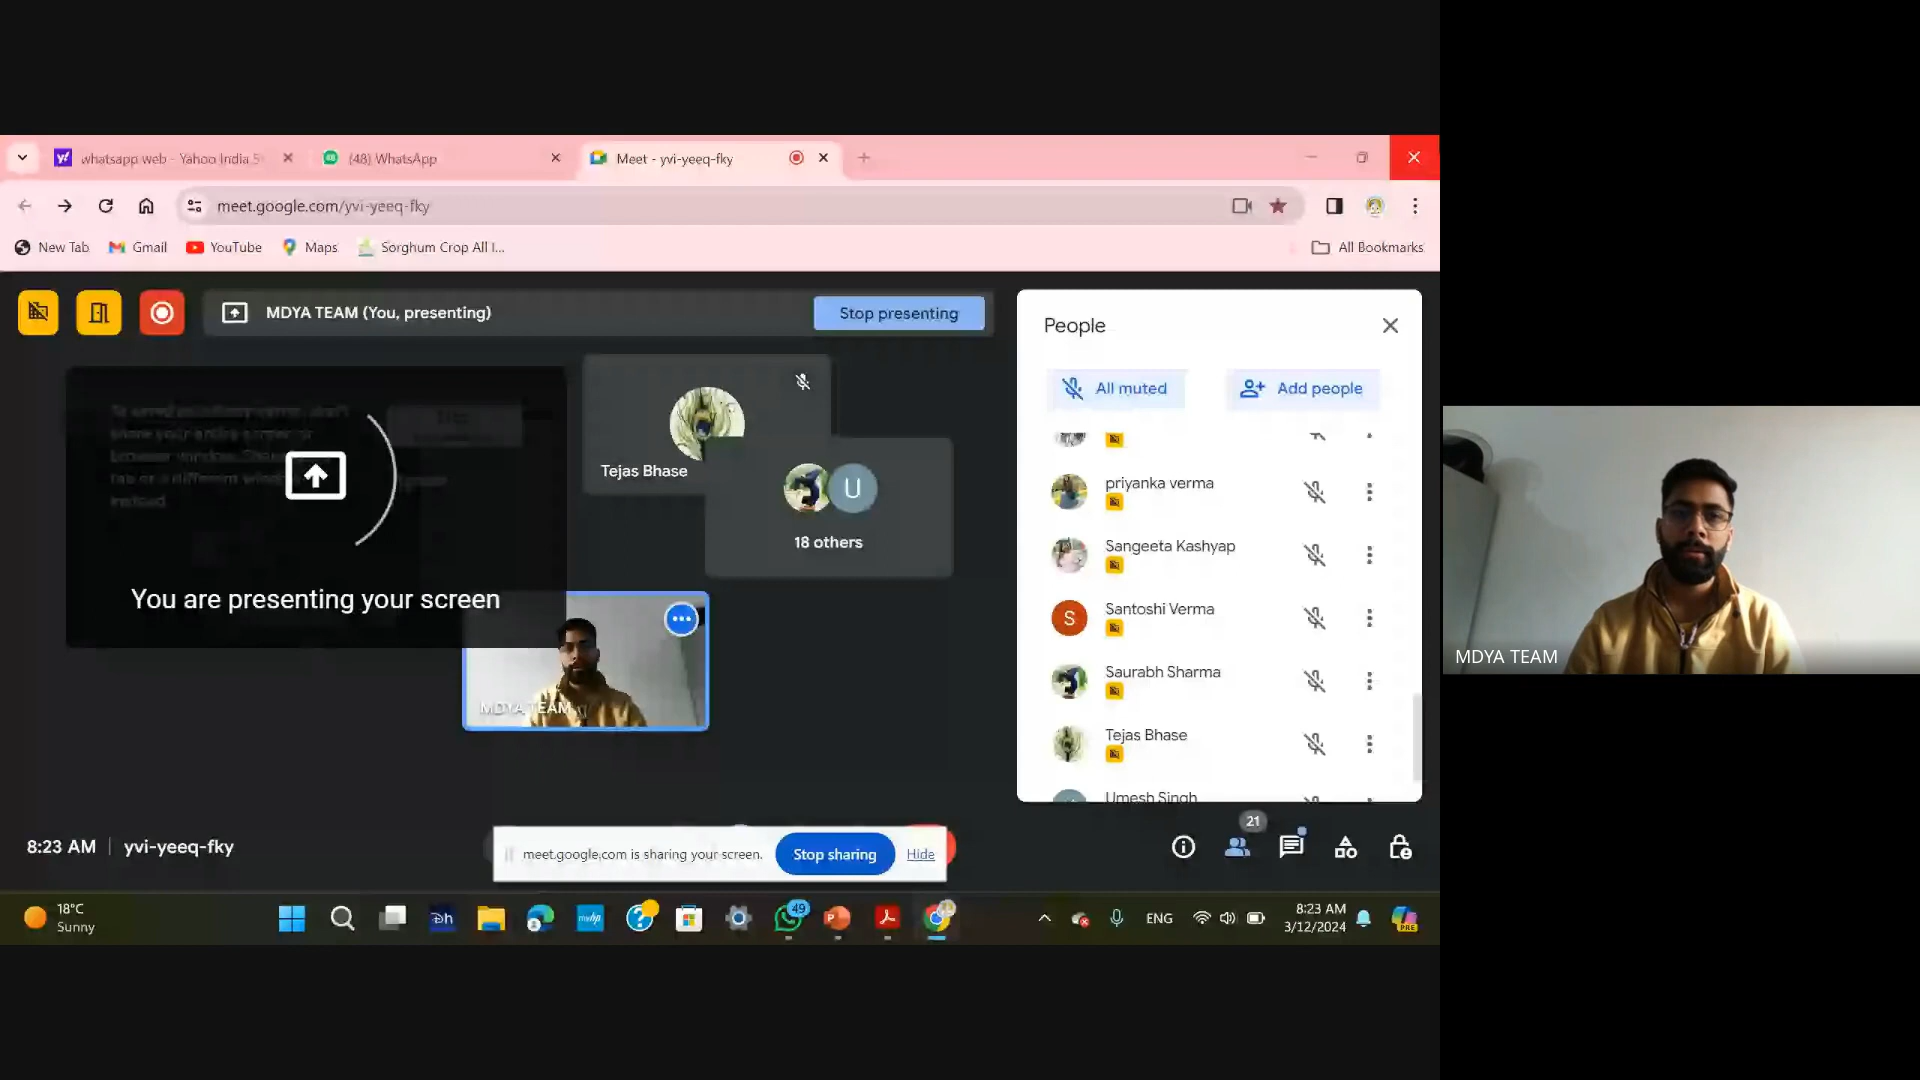 whatsapp web - Yahoo India S
(48) WhatsApp
Meet - yvi-yeeq-fky
meet.google.com/yvi-yeeq-fky
New Tab
Gmail
YouTube
Maps
Sorghum Crop All I...
All Bookmarks
MDYA TEAM (You, presenting)
Stop presenting
People
All muted
Add people
You are presenting your screen
Tejas Bhase
U
18 others
MDYA TEAM
priyanka verma
Sangeeta Kashyap
S
Santoshi Verma
Saurabh Sharma
Tejas Bhase
Umesh Singh
MDYA TEAM
8:23 AM
yvi-yeeq-fky
meet.google.com is sharing your screen.
Stop sharing
Hide
21
18°C
Sunny
49
ENG
8:23 AM
3/12/2024